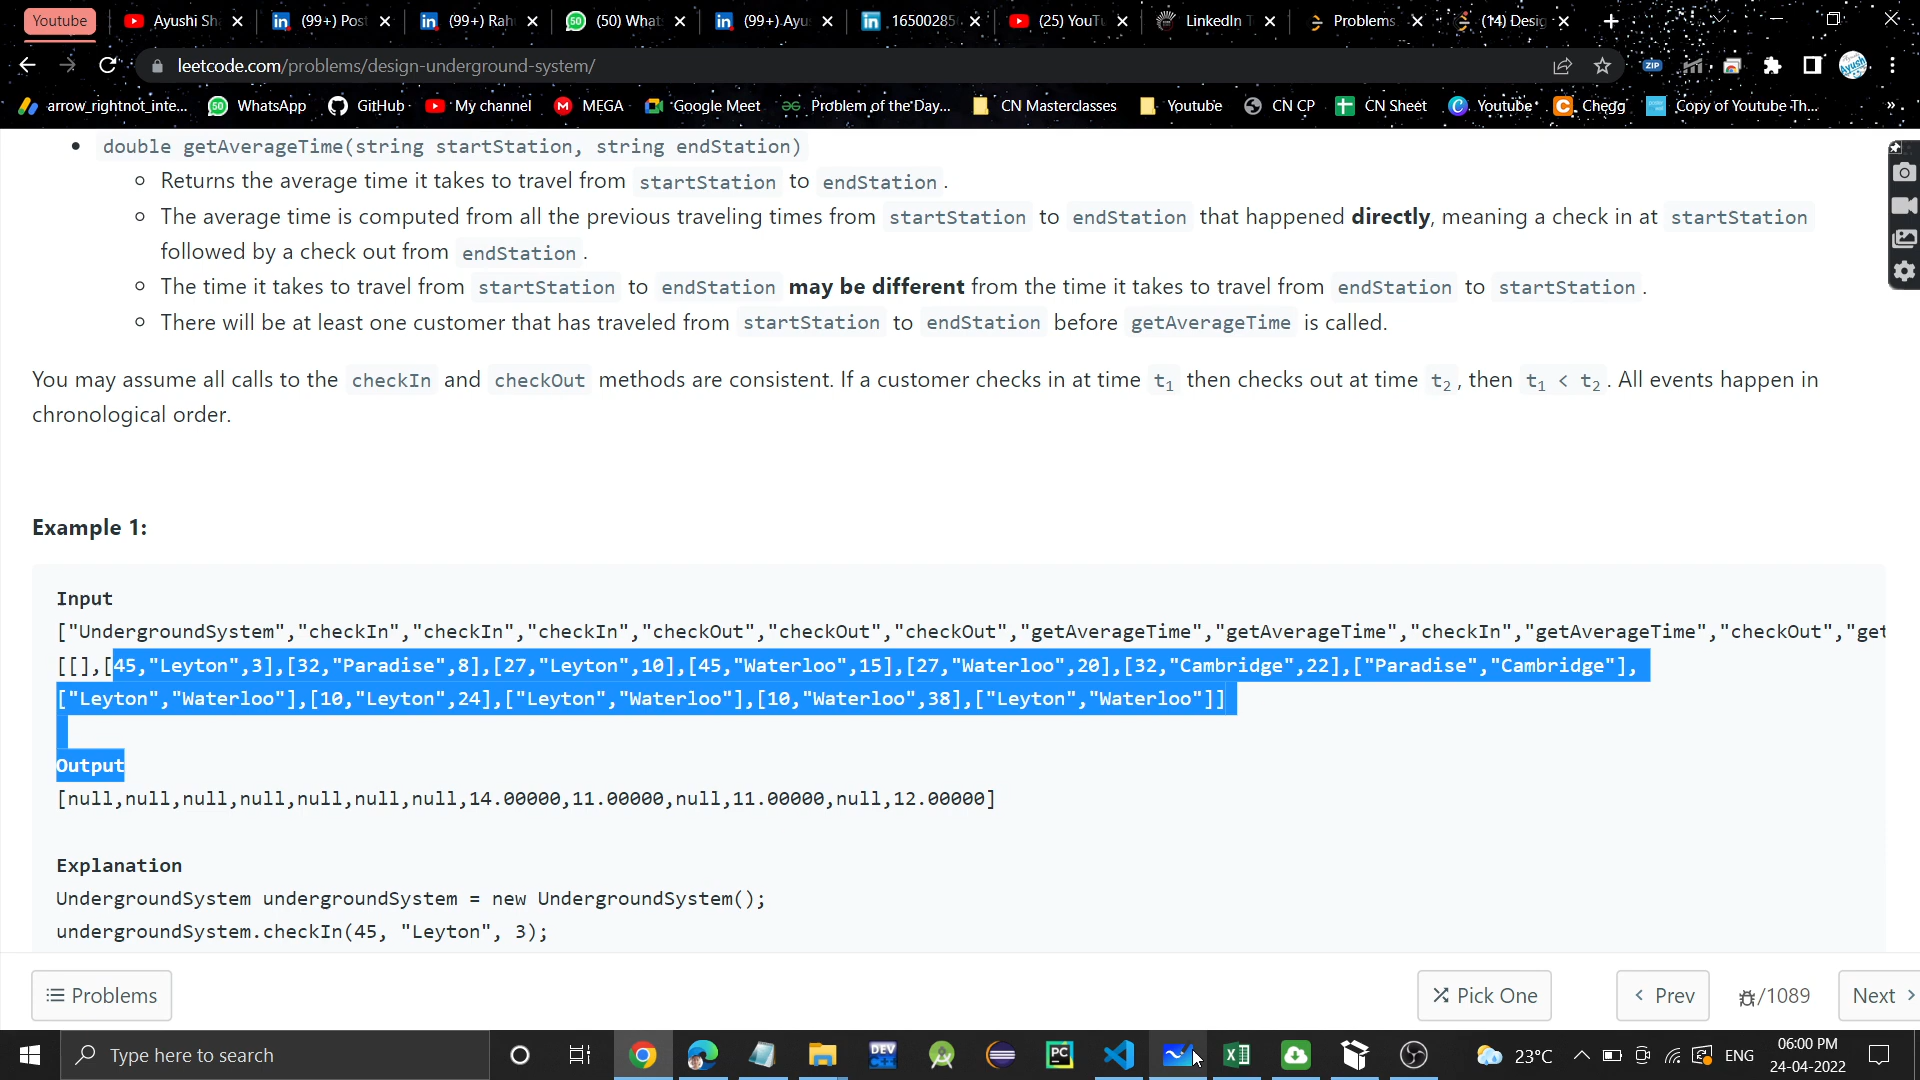 Youtube
Ayushi Sh
(99+) Pos
(99+) Rah
(50) What
(99+) Ayu
16500285
(25) YouTu
LinkedIn T
Problems
(14) Desig
leetcode.com/problems/design-underground-system/
ZIP
arrow_rightnot_inte...
50
WhatsApp
GitHub
My channel
MEGA
Google Meet
Problem of the Day...
CN Masterclasses
Youtube
CN CP
CN Sheet
Youtube
Chegg
Copy of Youtube Th...
»
• double getAverageTime(string startStation, string endStation)
Returns the average time it takes to travel from startStation to endStation.
The average time is computed from all the previous traveling times from startStation to endStation that happened directly, meaning a check in at startStation
followed by a check out from endStation.
The time it takes to travel from startStation to endStation may be different from the time it takes to travel from endStation to startStation.
There will be at least one customer that has traveled from startStation to endStation before getAverageTime is called.
You may assume all calls to the checkIn and checkOut methods are consistent. If a customer checks in at time t1 then checks out at time t2, then t1 < t2. All events happen in
chronological order.
Example 1:
Input
["UndergroundSystem","checkIn","checkIn","checkIn","checkOut","checkOut","checkOut","getAverageTime","getAverageTime","checkIn","getAverageTime","checkOut","get
[[],[45,"Leyton",3],[32,"Paradise",8],[27,"Leyton",10],[45,"Waterloo",15],[27,"Waterloo",20],[32,"Cambridge",22],["Paradise","Cambridge"],
["Leyton","Waterloo"],[10,"Leyton",24],["Leyton","Waterloo"],[10,"Waterloo",38],["Leyton","Waterloo"]]
Output
[null,null,null,null,null,null,null,14.00000,11.00000,null,11.00000,null,12.00000]
Explanation
UndergroundSystem undergroundSystem = new UndergroundSystem();
undergroundSystem.checkIn(45, "Leyton", 3);
Problems
Pick One
‹ Prev
/1089
Next ›
Type here to search
DEV
PC
23°C
ENG
06:00 PM
24-04-2022